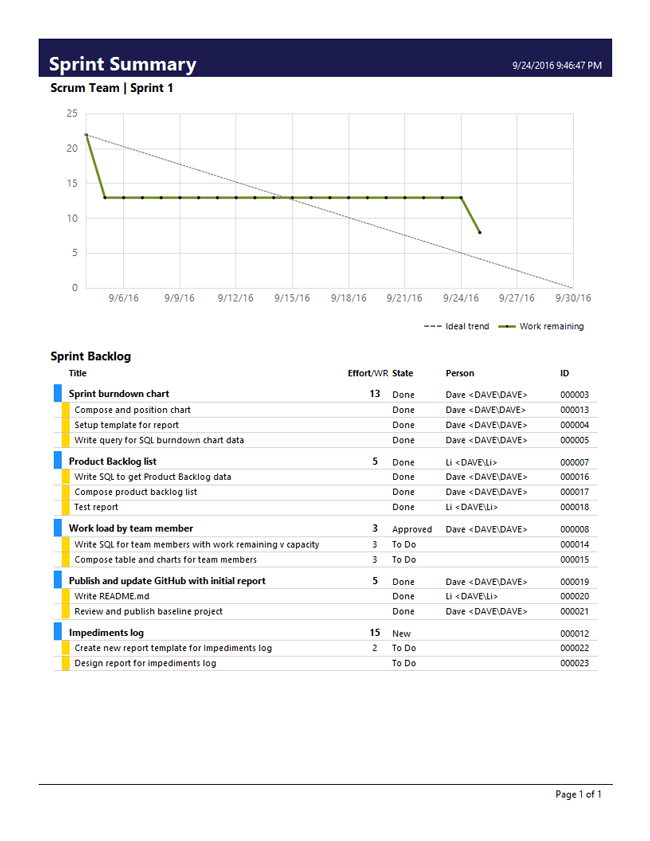 Sprint Summary 9/24/2016 9:46:47 PM
Scrum Team | Sprint 1
25
20
15
10
5
0
9/6/16 9/9/16 9/12/16 9/15/16 9/18/16 9/21/16 9/24/16 9/27/16 9/30/16
Ideal trend Work remaining
Sprint Backlog
Title Effort/WR State Person ID
Sprint burndown chart 13 Done Dave <DAVE\DAVE> 000003
Compose and position chart Done Dave <DAVE\DAVE> 000013
Setup template for report Done Dave <DAVE\DAVE> 000004
Write query for SQL burndown chart data Done Dave <DAVE\DAVE> 000005
Product Backlog list 5 Done Li <DAVE\Li> 000007
Write SQL to get Product Backlog data Done Dave <DAVE\DAVE> 000016
Compose product backlog list Done Dave <DAVE\DAVE> 000017
Test report Done Li <DAVE\Li> 000018
Work load by team member 3 Approved Dave <DAVE\DAVE> 000008
Write SQL for team members with work remaining v capacity 3 To Do 000014
Compose table and charts for team members 3 To Do 000015
Publish and update GitHub with initial report 5 Done Dave <DAVE\DAVE> 000019
Write README.md Done Li <DAVE\Li> 000020
Review and publish baseline project Done Dave <DAVE\DAVE> 000021
Impediments log 15 New 000012
Create new report template for Impediments log 2 To Do 000022
Design report for impediments log To Do 000023
Page 1 of 1